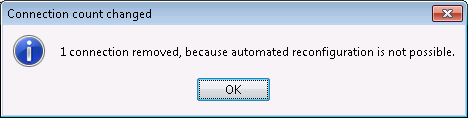 Connection count changed
1 connection removed, because automated reconfiguration is not possible.
OK